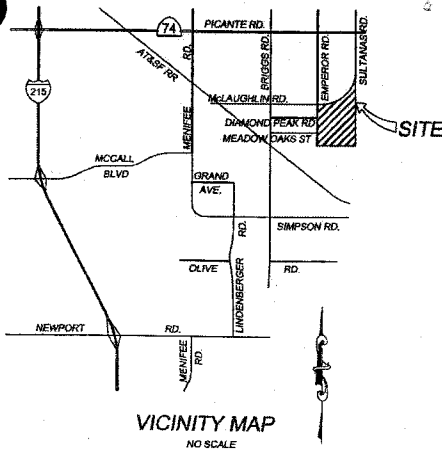 74
PICANTE RD.
AT&SF RR
RD.
MENIFEE
BRIGGS RD.
EMPEROR RD.
SULTANAS RD.
215
McLAUGHLIN RD.
DIAMOND PEAK RD
MEADOW OAKS ST
SITE
MCCALL
BLVD
GRAND
AVE.
RD.
LINDENBERGER
SIMPSON RD.
OLIVE RD.
NEWPORT RD.
MENIFEE
RD.
VICINITY MAP
NO SCALE